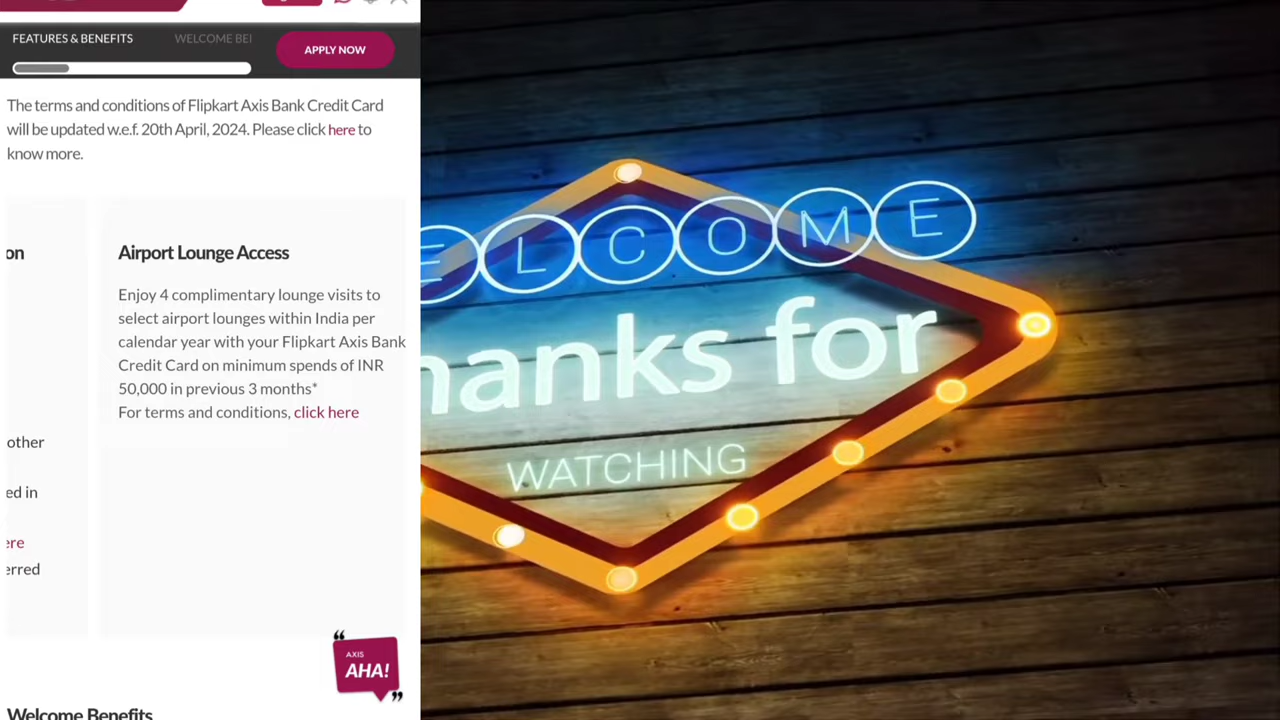 FEATURES & BENEFITS
WELCOME BEI
APPLY NOW
The terms and conditions of Flipkart Axis Bank Credit Card
will be updated w.e.f. 20th April, 2024. Please click here to
know more.
on
other
ed in
ere
erred
Airport Lounge Access
Enjoy 4 complimentary lounge visits to
select airport lounges within India per
calendar year with your Flipkart Axis Bank
Credit Card on minimum spends of INR
50,000 in previous 3 months*
For terms and conditions, click here
AXIS
AHA!
Welcome Benefits
ELCOME
hanks for
WATCHING